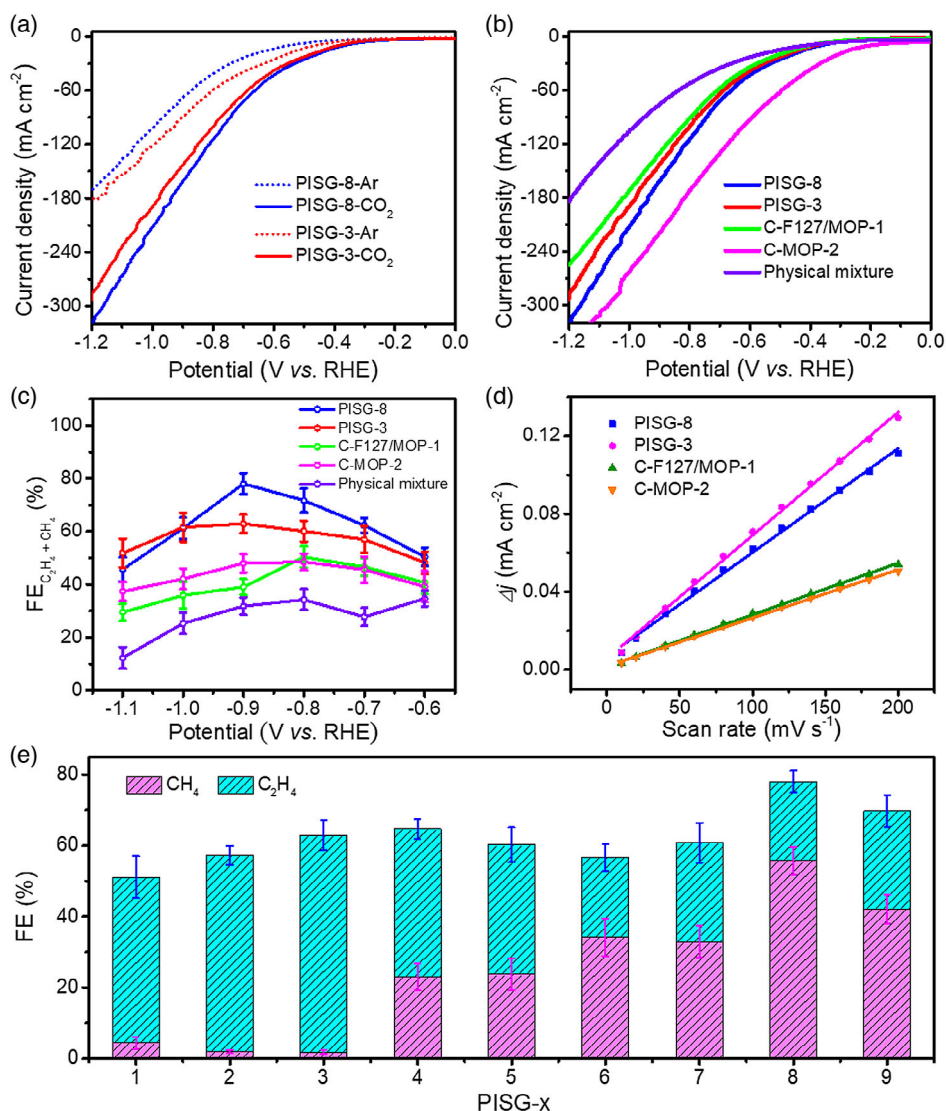 (a)
0
-60
-120
-180
-240
-300
Current density (mA cm⁻²)
PISG-8-Ar
PISG-8-CO₂
PISG-3-Ar
PISG-3-CO₂
-1.2 -1.0 -0.8 -0.6 -0.4 -0.2 0.0
Potential (V vs. RHE)
(b)
0
-60
-120
-180
-240
-300
Current density (mA cm⁻²)
PISG-8
PISG-3
C-F127/MOP-1
C-MOP-2
Physical mixture
-1.2 -1.0 -0.8 -0.6 -0.4 -0.2 0.0
Potential (V vs. RHE)
(c)
100
80
60
40
20
0
FE C₂H₄ + CH₄ (%)
PISG-8
PISG-3
C-F127/MOP-1
C-MOP-2
Physical mixture
-1.1 -1.0 -0.9 -0.8 -0.7 -0.6
Potential (V vs. RHE)
(d)
0.12
0.08
0.04
0.00
Δj (mA cm⁻²)
PISG-8
PISG-3
C-F127/MOP-1
C-MOP-2
0 50 100 150 200
Scan rate (mV s⁻¹)
(e)
80
60
40
20
0
FE (%)
CH₄ C₂H₄
1 2 3 4 5 6 7 8 9
PISG-x